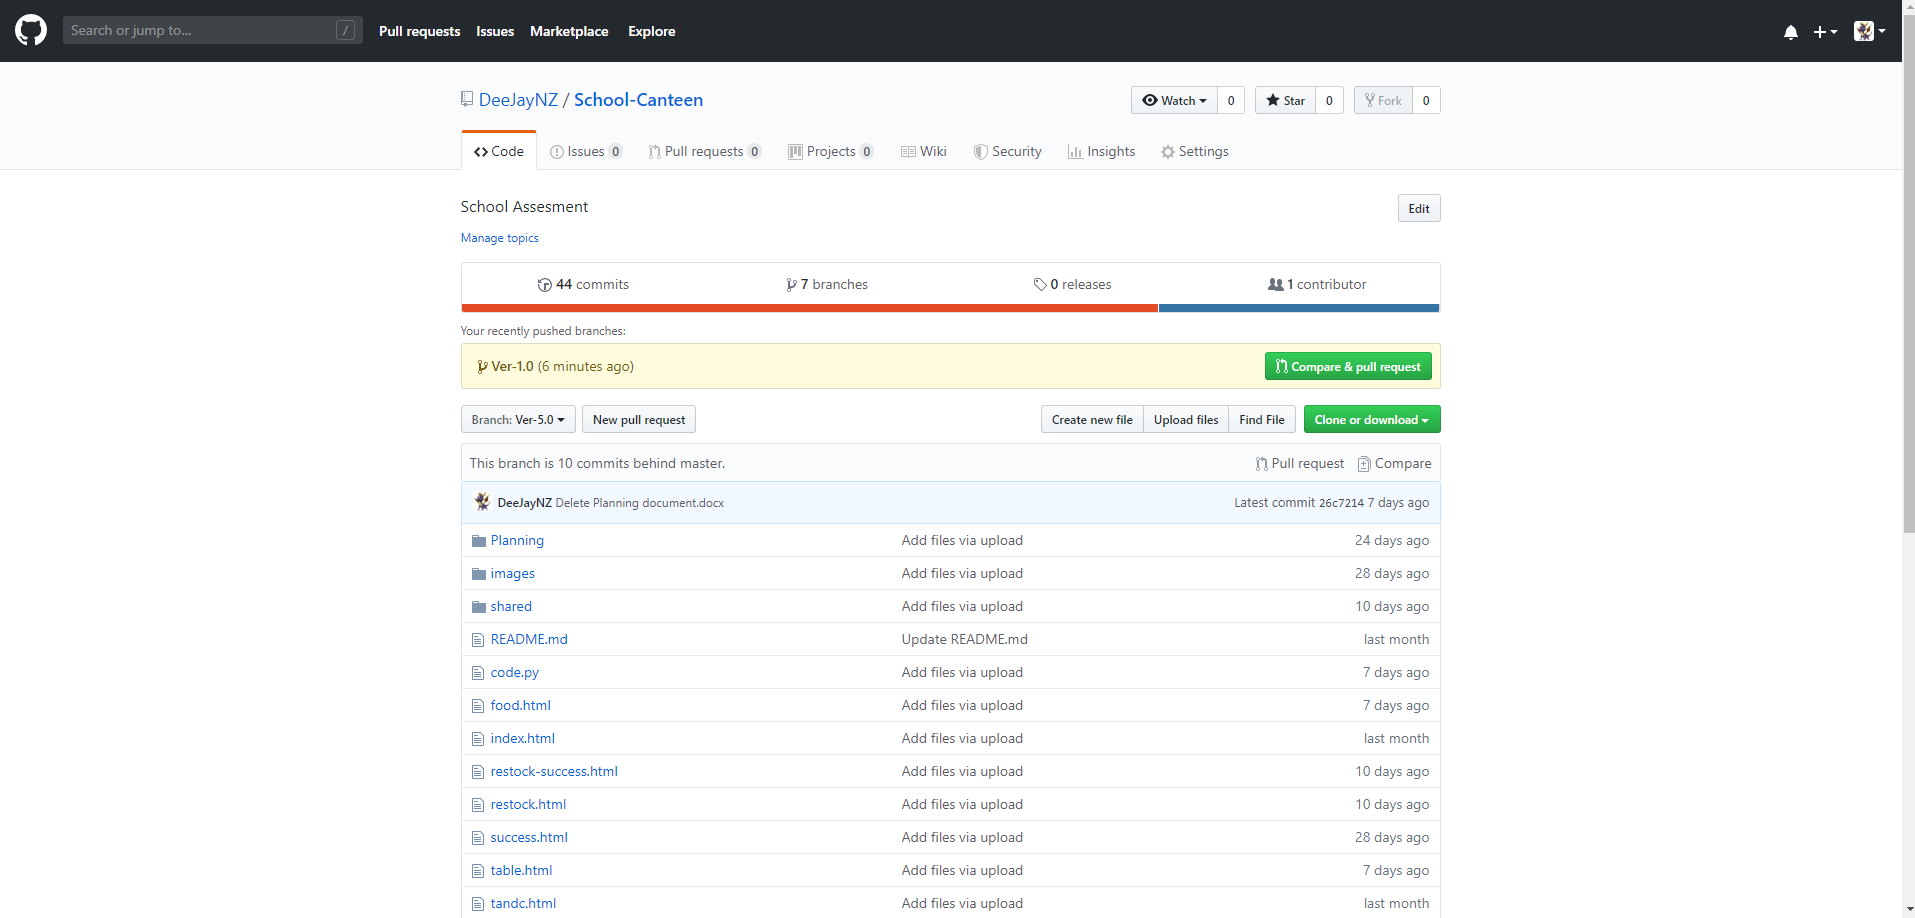 Search or jump to... / Pull requests Issues Marketplace Explore
DeeJayNZ / School-Canteen Watch 0 Star 0 Fork 0
Code Issues 0 Pull requests 0 Projects 0 Wiki Security Insights Settings
School Assesment Edit
Manage topics
44 commits 7 branches 0 releases 1 contributor
Your recently pushed branches:
Ver-1.0 (6 minutes ago) Compare & pull request
Branch: Ver-5.0 New pull request Create new file Upload files Find File Clone or download
This branch is 10 commits behind master. Pull request Compare
DeeJayNZ Delete Planning document.docx Latest commit 26c7214 7 days ago
Planning Add files via upload 24 days ago
images Add files via upload 28 days ago
shared Add files via upload 10 days ago
README.md Update README.md last month
code.py Add files via upload 7 days ago
food.html Add files via upload 7 days ago
index.html Add files via upload last month
restock-success.html Add files via upload 10 days ago
restock.html Add files via upload 10 days ago
success.html Add files via upload 28 days ago
table.html Add files via upload 7 days ago
tandc.html Add files via upload last month